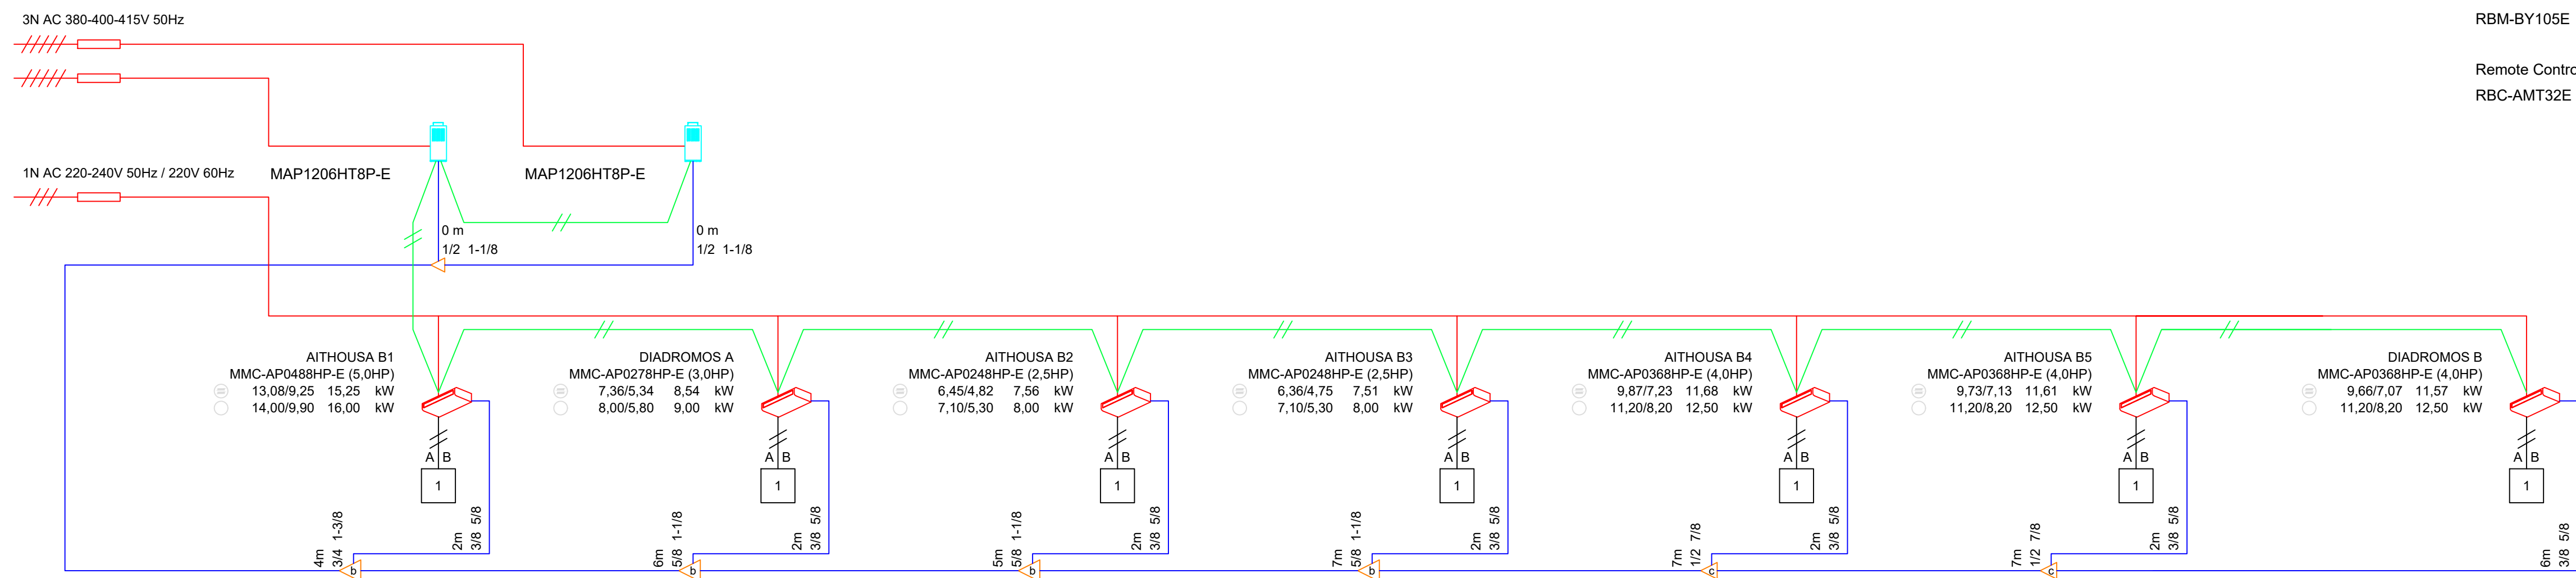 3N AC 380-400-415V 50Hz
RBM-BY105E
Remote Contro
RBC-AMT32E
1N AC 220-240V 50Hz / 220V 60Hz
MAP1206HT8P-E
MAP1206HT8P-E
0 m
1/2 1-1/8
0 m
1/2 1-1/8
AITHOUSA B1
MMC-AP0488HP-E (5,0HP)
13,08/9,25 15,25 kW
14,00/9,90 16,00 kW
A B
1
DIADROMOS A
MMC-AP0278HP-E (3,0HP)
7,36/5,34 8,54 kW
8,00/5,80 9,00 kW
A B
1
AITHOUSA B2
MMC-AP0248HP-E (2,5HP)
6,45/4,82 7,56 kW
7,10/5,30 8,00 kW
A B
1
AITHOUSA B3
MMC-AP0248HP-E (2,5HP)
6,36/4,75 7,51 kW
7,10/5,30 8,00 kW
A B
1
AITHOUSA B4
MMC-AP0368HP-E (4,0HP)
9,87/7,23 11,68 kW
11,20/8,20 12,50 kW
A B
1
AITHOUSA B5
MMC-AP0368HP-E (4,0HP)
9,73/7,13 11,61 kW
11,20/8,20 12,50 kW
A B
1
DIADROMOS B
MMC-AP0368HP-E (4,0HP)
9,66/7,07 11,57 kW
11,20/8,20 12,50 kW
A B
1
4m
3/4 1-3/8
b
2m
3/8 5/8
6m
5/8 1-1/8
b
2m
3/8 5/8
5m
5/8 1-1/8
b
2m
3/8 5/8
7m
5/8 1-1/8
b
2m
3/8 5/8
7m
1/2 7/8
c
2m
3/8 5/8
7m
1/2 7/8
c
2m
3/8 5/8
6m
3/8 5/8